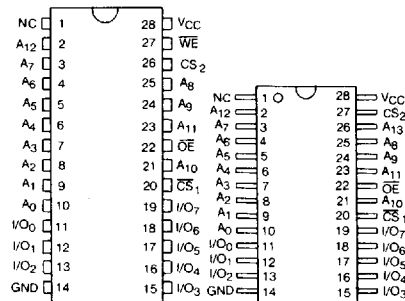 NC 1 28 VCC
A12 2 27 WE
A7 3 26 CS2
A6 4 25 A8
A5 5 24 A9
A4 6 23 A11
A3 7 22 OE
A2 8 21 A10
A1 9 20 CS1
A0 10 19 I/O7
I/O0 11 18 I/O6
I/O1 12 17 I/O5
I/O2 13 16 I/O4
GND 14 15 I/O3
NC 1 28 VCC
A12 2 27 CS2
A7 3 26 A13
A6 4 25 A8
A5 5 24 A9
A4 6 23 A11
A3 7 22 OE
A2 8 21 A10
A1 9 20 CS1
A0 10 19 I/O7
I/O0 11 18 I/O6
I/O1 12 17 I/O5
I/O2 13 16 I/O4
GND 14 15 I/O3